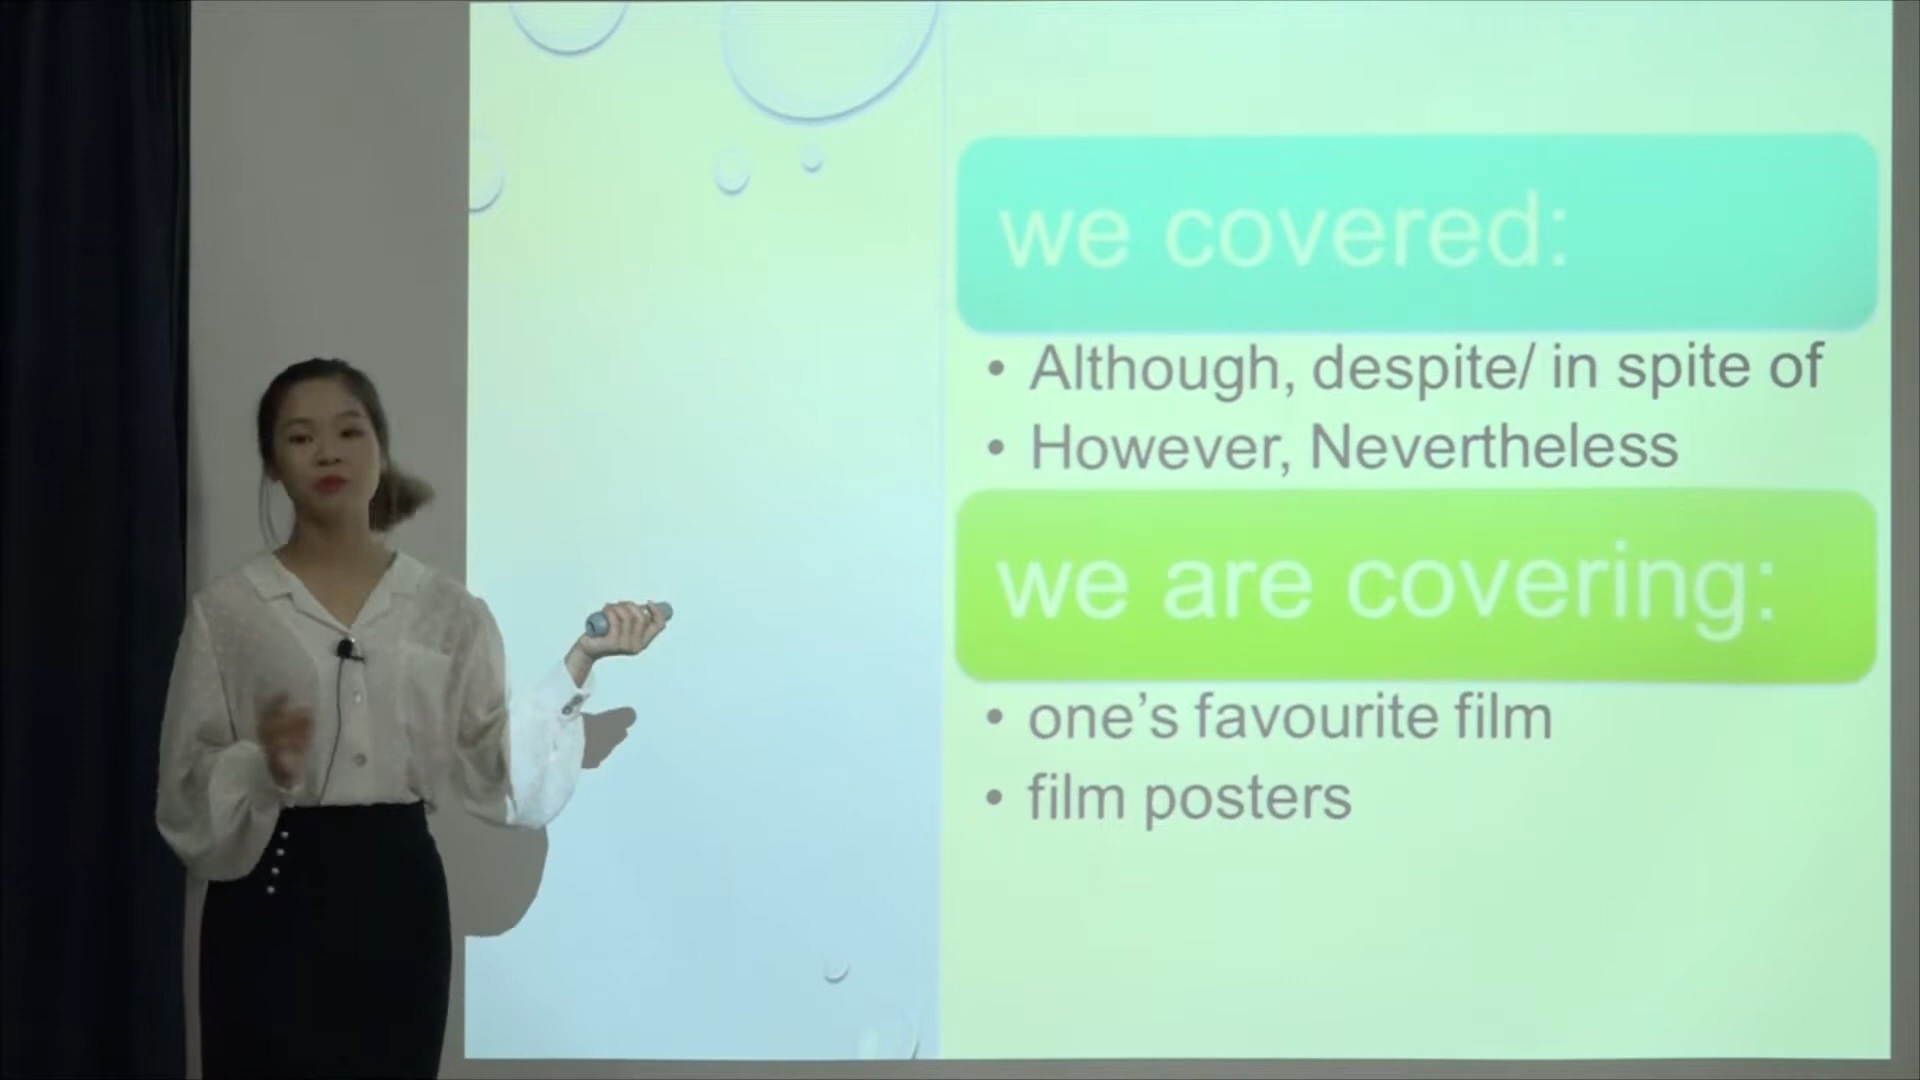 we covered:
• Although, despite/ in spite of
• However, Nevertheless
we are covering:
• one’s favourite film
• film posters